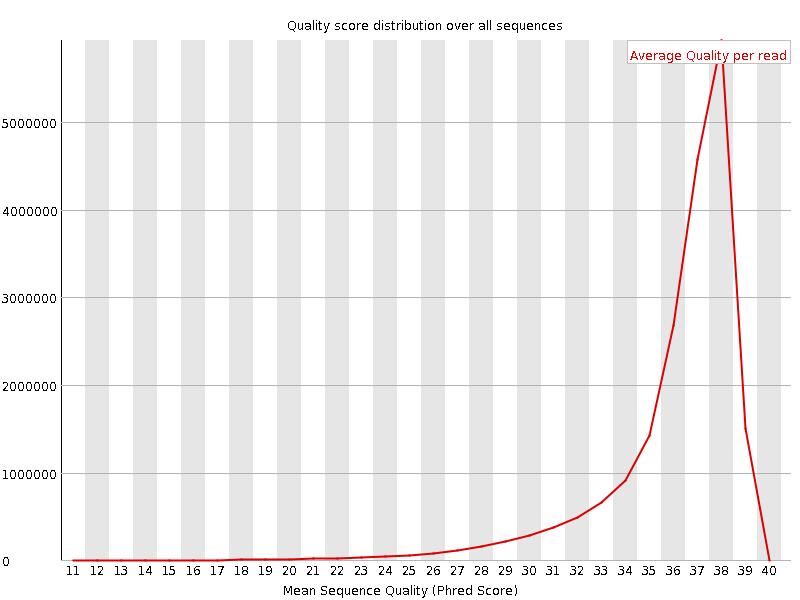 Quality score distribution over all sequences
Average Quality per read
5000000
4000000
3000000
2000000
1000000
0
11 12 13 14 15 16 17 18 19 20 21 22 23 24 25 26 27 28 29 30 31 32 33 34 35 36 37 38 39 40
Mean Sequence Quality (Phred Score)